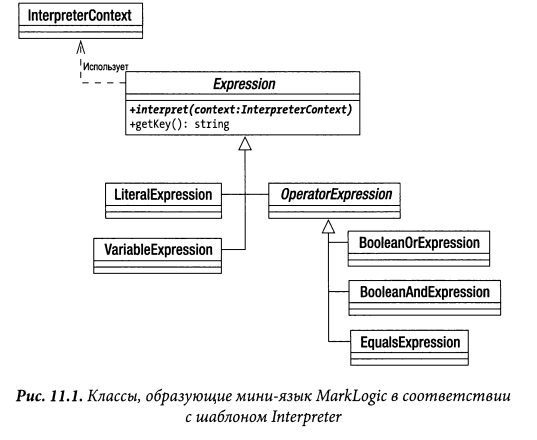 InterpreterContext
Использует
Expression
+interpret(context:InterpreterContext)
+getKey(): string
LiteralExpression
OperatorExpression
VariableExpression
BooleanOrExpression
BooleanAndExpression
EqualsExpression
Рис. 11.1. Классы, образующие мини-язык MarkLogic в соответствии
с шаблоном Interpreter